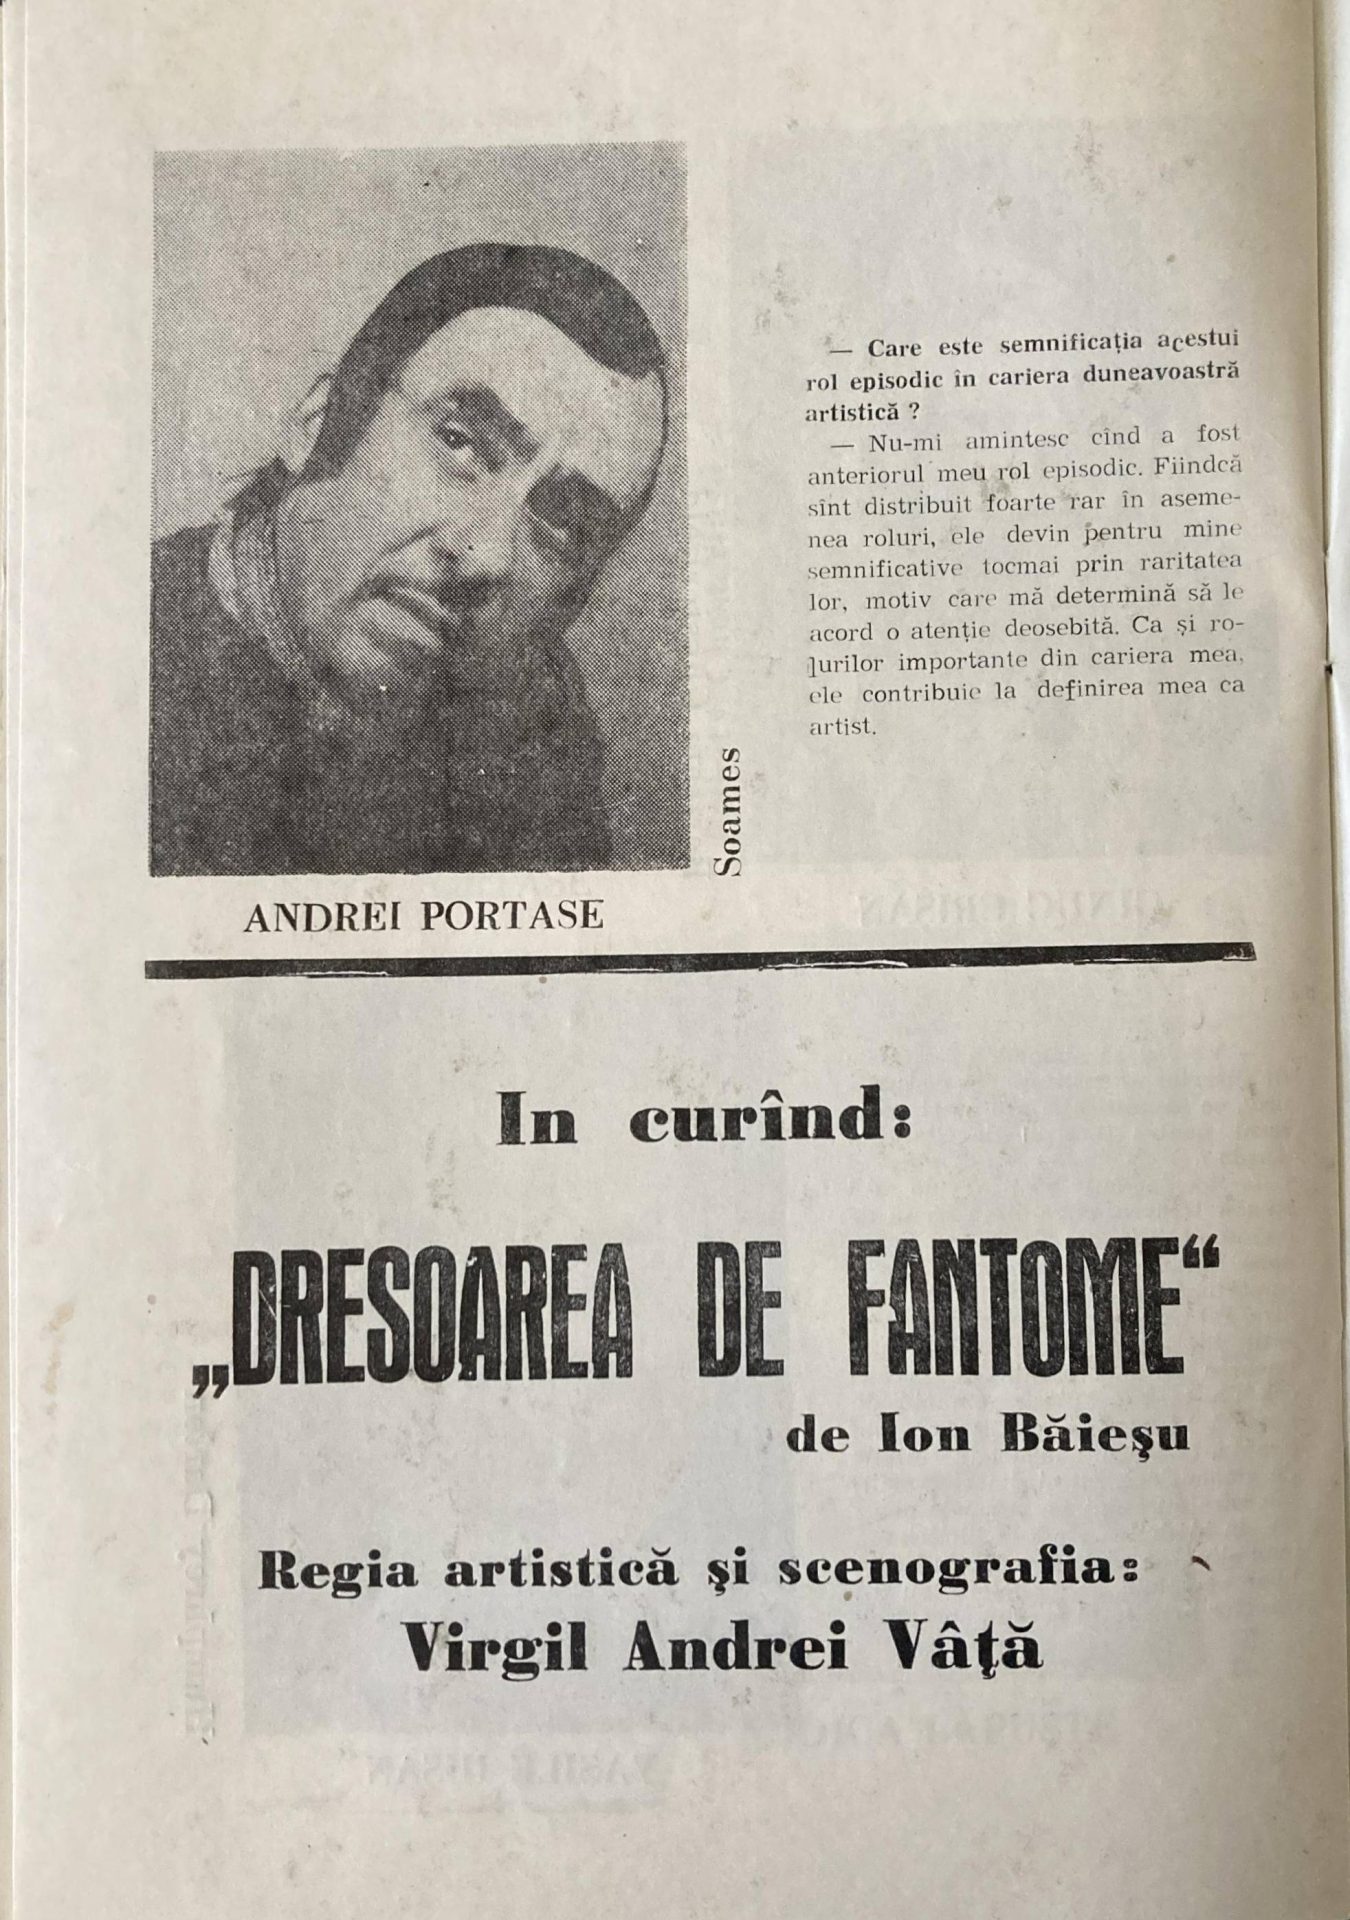 — Care este semnificația acestui
rol episodic în cariera duneavoastră
artistică ?
— Nu-mi amintesc cînd a fost
anteriorul meu rol episodic. Fiindcă
sînt distribuit foarte rar în aseme-
nea roluri, ele devin pentru mine
semnificative tocmai prin raritatea
lor, motiv care mă determină să le
acord o atenție deosebită. Ca și ro-
lurilor importante din cariera mea,
ele contribuie la definirea mea ca
artist.
Soames
ANDREI PORTASE
In curînd:
„DRESOAREA DE FANTOME“
de Ion Băieșu
Regia artistică și scenografia:
Virgil Andrei Vâță